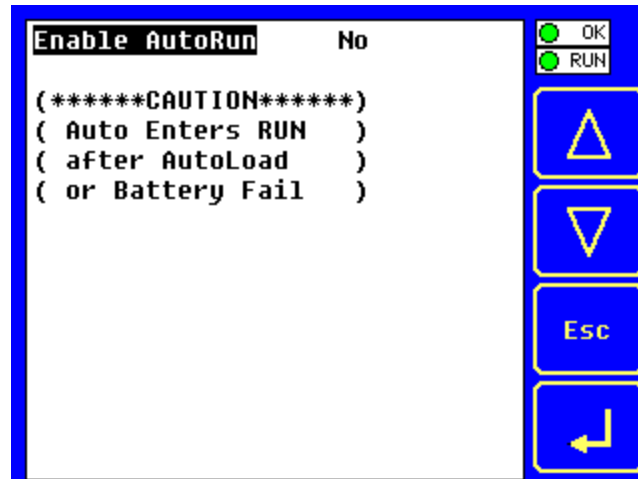 Enable AutoRun No
(******CAUTION******)
( Auto Enters RUN )
( after AutoLoad )
( or Battery Fail )
OK
RUN
Esc